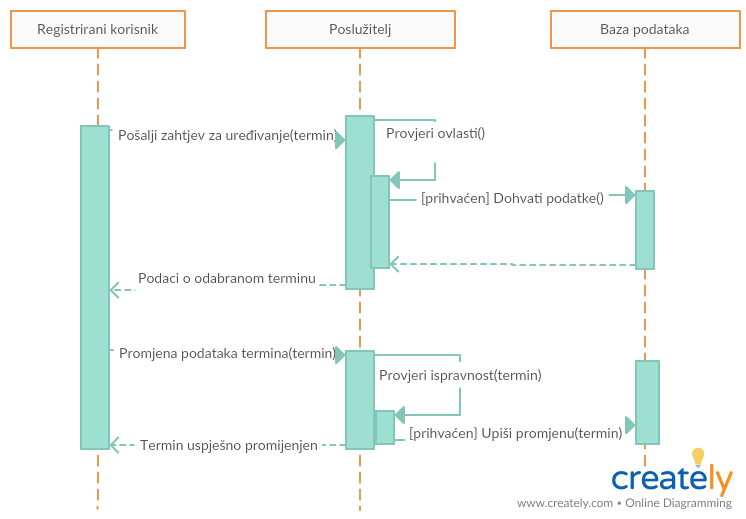 Registrirani korisnik
Poslužitelj
Baza podataka
Pošalji zahtjev za uređivanje(termin)
Provjeri ovlasti()
[prihvaćen] Dohvati podatke()
Podaci o odabranom terminu
Promjena podataka termina(termin)
Provjeri ispravnost(termin)
[prihvaćen} Upiši promjenu(termin)
Termin uspješno promijenjen
creately
www.creately.com • Online Diagramming